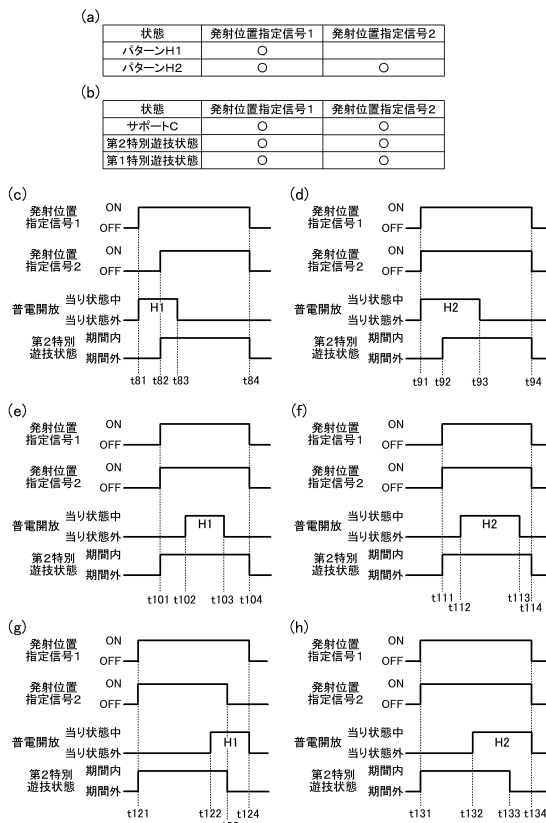 (a)
状態 発射位置指定信号1 発射位置指定信号2
パターンH1 ○
パターンH2 ○ ○
(b)
状態 発射位置指定信号1 発射位置指定信号2
サポートC ○ ○
第2特別遊技状態 ○ ○
第1特別遊技状態 ○ ○
(c)
発射位置
指定信号1
ON
OFF
発射位置
指定信号2
ON
OFF
普電開放
当り状態中
当り状態外
H1
第2特別
遊技状態
期間内
期間外
t81 t82 t83 t84
(d)
発射位置
指定信号1
ON
OFF
発射位置
指定信号2
ON
OFF
普電開放
当り状態中
当り状態外
H2
第2特別
遊技状態
期間内
期間外
t91 t92 t93 t94
(e)
発射位置
指定信号1
ON
OFF
発射位置
指定信号2
ON
OFF
普電開放
当り状態中
当り状態外
H1
第2特別
遊技状態
期間内
期間外
t101 t102 t103 t104
(f)
発射位置
指定信号1
ON
OFF
発射位置
指定信号2
ON
OFF
普電開放
当り状態中
当り状態外
H2
第2特別
遊技状態
期間内
期間外
t111 t113
t112 t114
(g)
発射位置
指定信号1
ON
OFF
発射位置
指定信号2
ON
OFF
普電開放
当り状態中
当り状態外
H1
第2特別
遊技状態
期間内
期間外
t121 t122 t124
(h)
発射位置
指定信号1
ON
OFF
発射位置
指定信号2
ON
OFF
普電開放
当り状態中
当り状態外
H2
第2特別
遊技状態
期間内
期間外
t131 t132 t133 t134